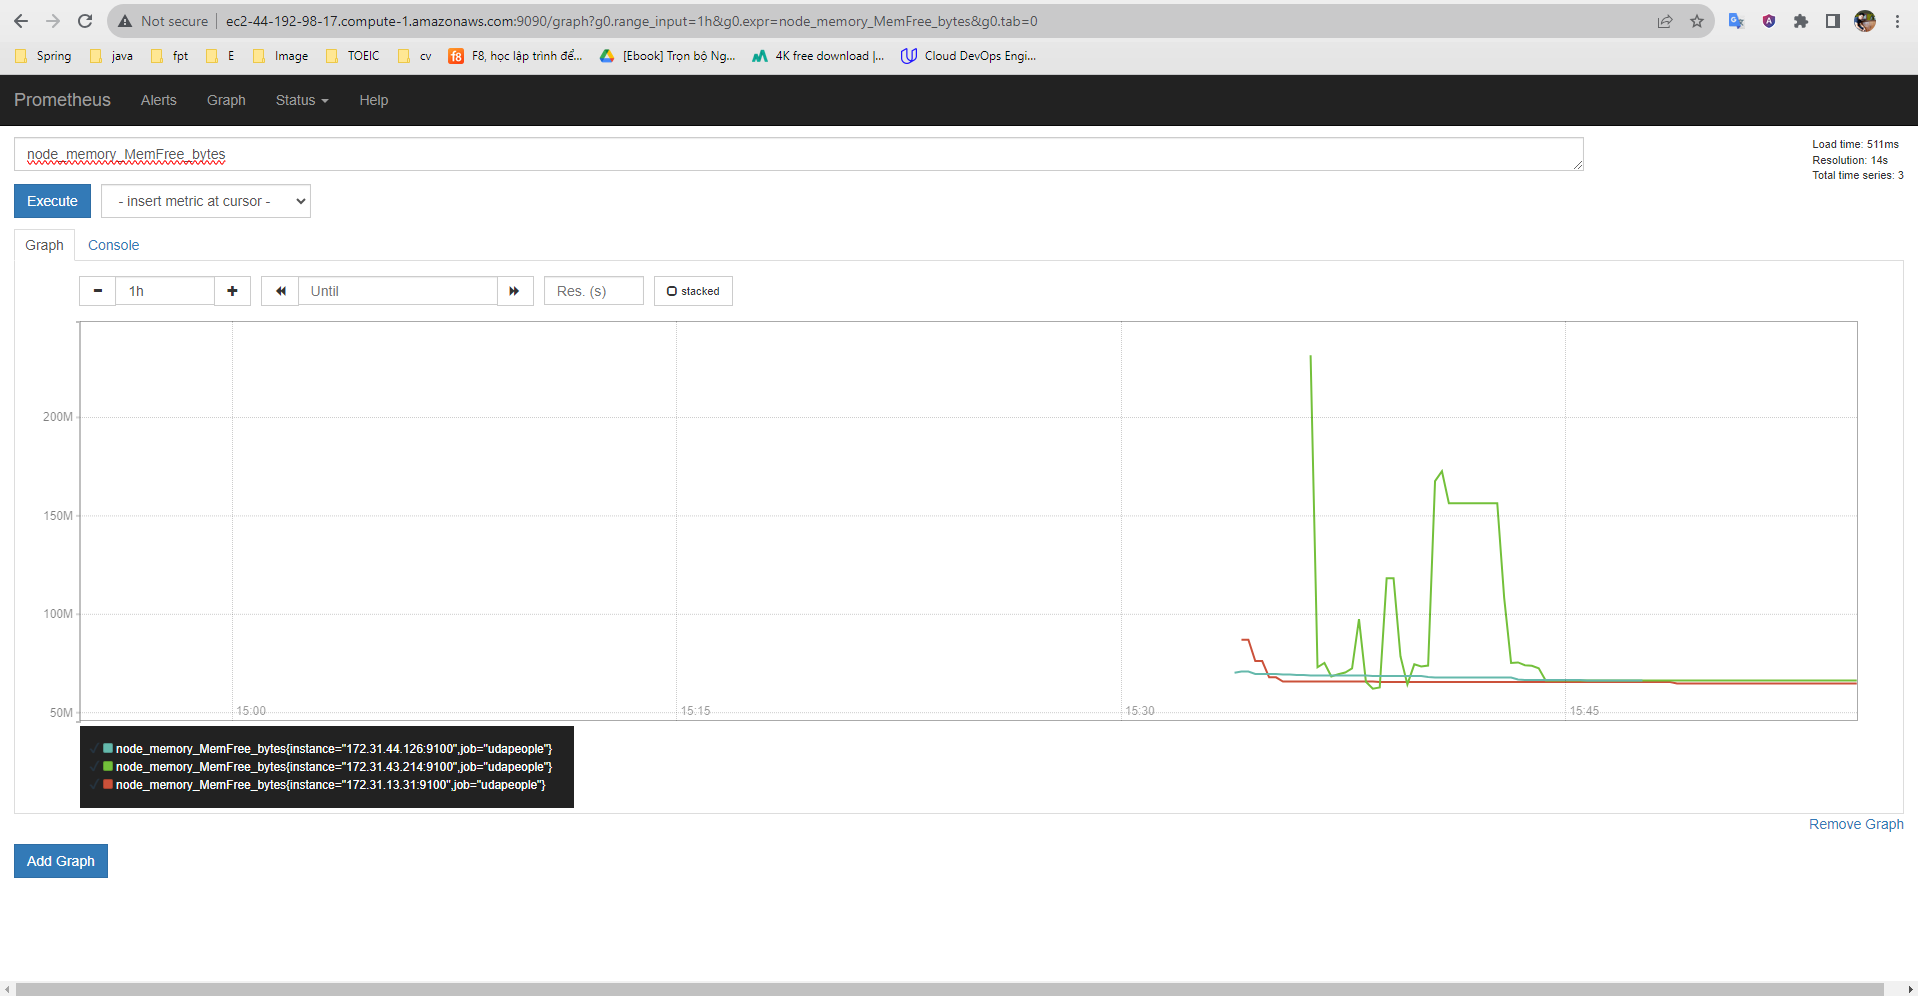 Not secure ec2-44-192-98-17.compute-1.amazonaws.com:9090/graph?g0.range_input=1h&g0.expr=node_memory_MemFree_bytes&g0.tab=0
Spring java fpt E Image TOEIC cv F8, học lập trình để... [Ebook] Trọn bộ Ng... 4K free download |... Cloud DevOps Engi...
Prometheus Alerts Graph Status Help
node_memory_MemFree_bytes
Load time: 511ms
Resolution: 14s
Total time series: 3
Execute - insert metric at cursor -
Graph Console
1h Until Res. (s) stacked
200M
150M
100M
50M
15:00 15:15 15:30 15:45
node_memory_MemFree_bytes{instance="172.31.44.126:9100",job="udapeople"}
node_memory_MemFree_bytes{instance="172.31.43.214:9100",job="udapeople"}
node_memory_MemFree_bytes{instance="172.31.13.31:9100",job="udapeople"}
Remove Graph
Add Graph